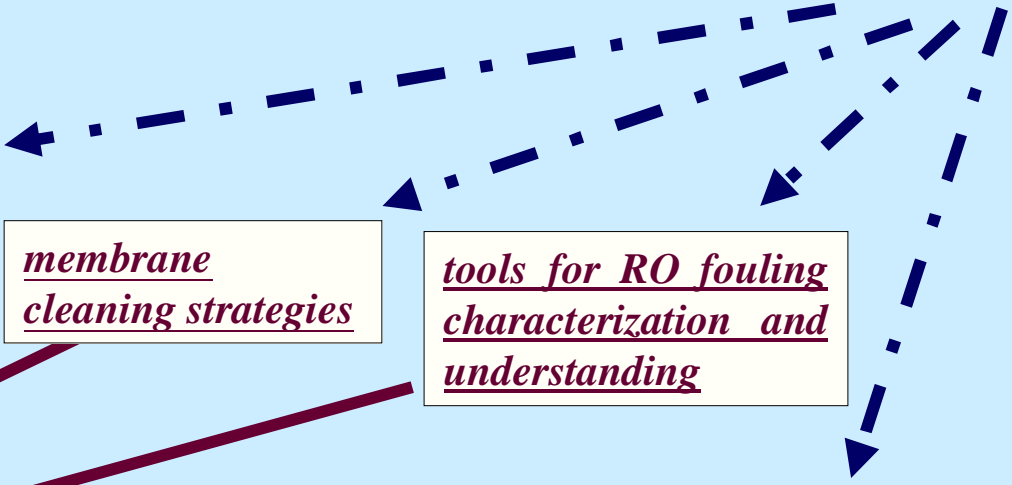 membrane
cleaning strategies
tools for RO fouling
characterization and
understanding